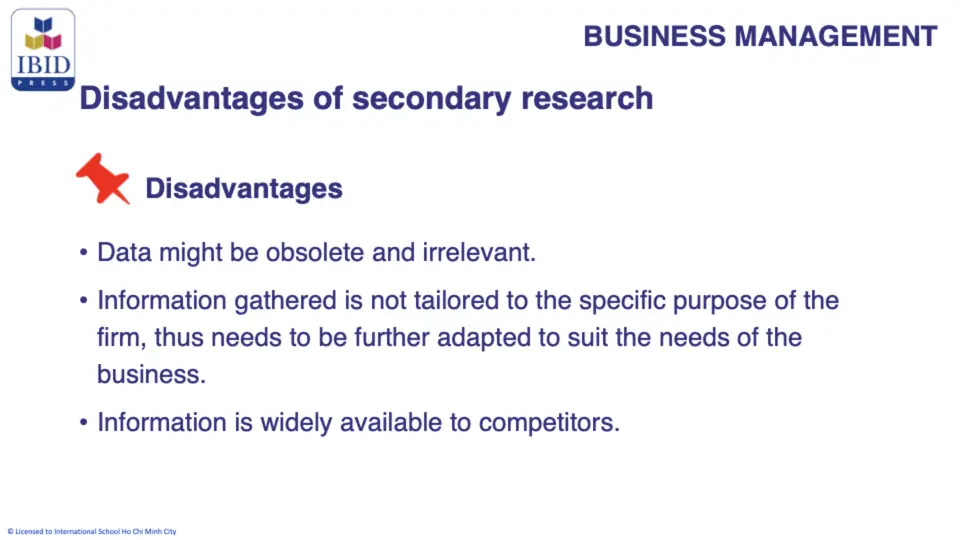 IBID
PRESS
BUSINESS MANAGEMENT
Disadvantages of secondary research
Disadvantages
• Data might be obsolete and irrelevant.
• Information gathered is not tailored to the specific purpose of the
firm, thus needs to be further adapted to suit the needs of the
business.
• Information is widely available to competitors.
© Licensed to International School Ho Chi Minh City